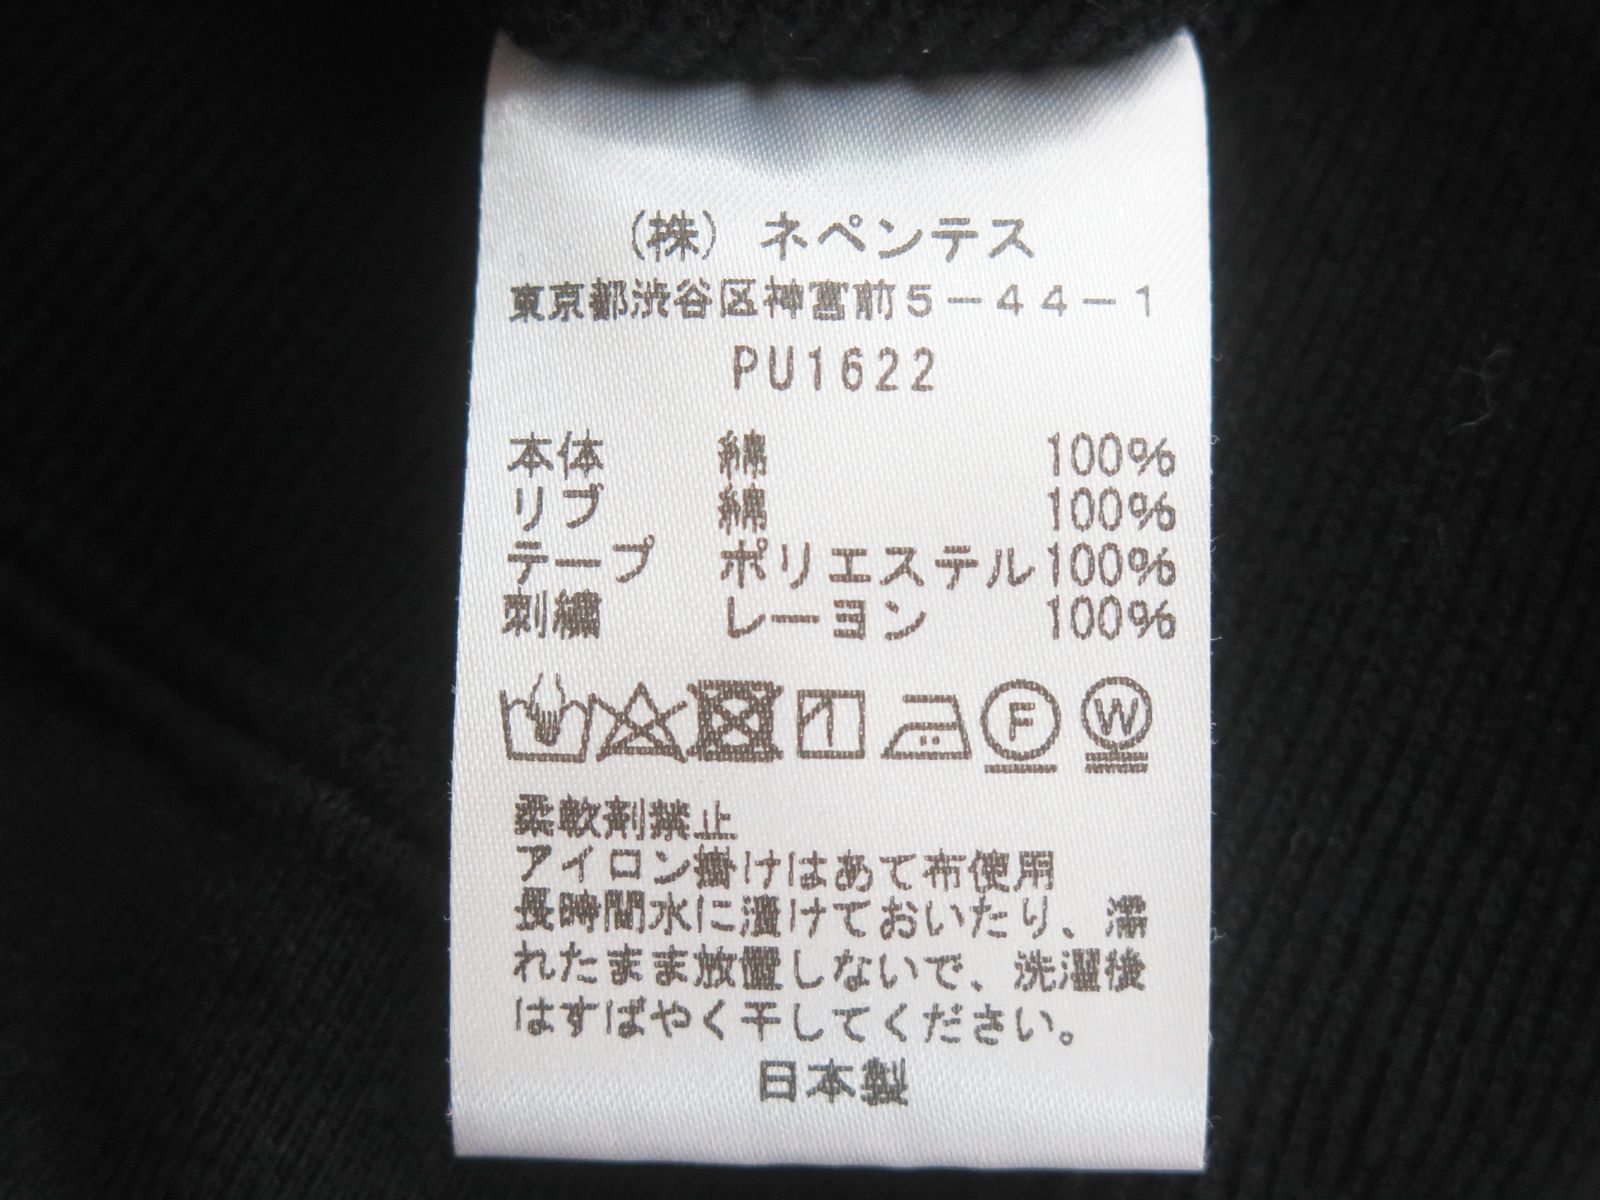 (株) ネペンテス
東京都渋谷区神宮前5-44-1
PU1622
本体 綿 100%
リブ 綿 100%
テープ ポリエステル100%
刺繍 レーヨン 100%
F W
柔軟剤禁止
アイロン掛けはあて布使用
長時間水に漬けておいたり、濡
れたまま放置しないで、洗濯後
はすばやく干してください。
日本製